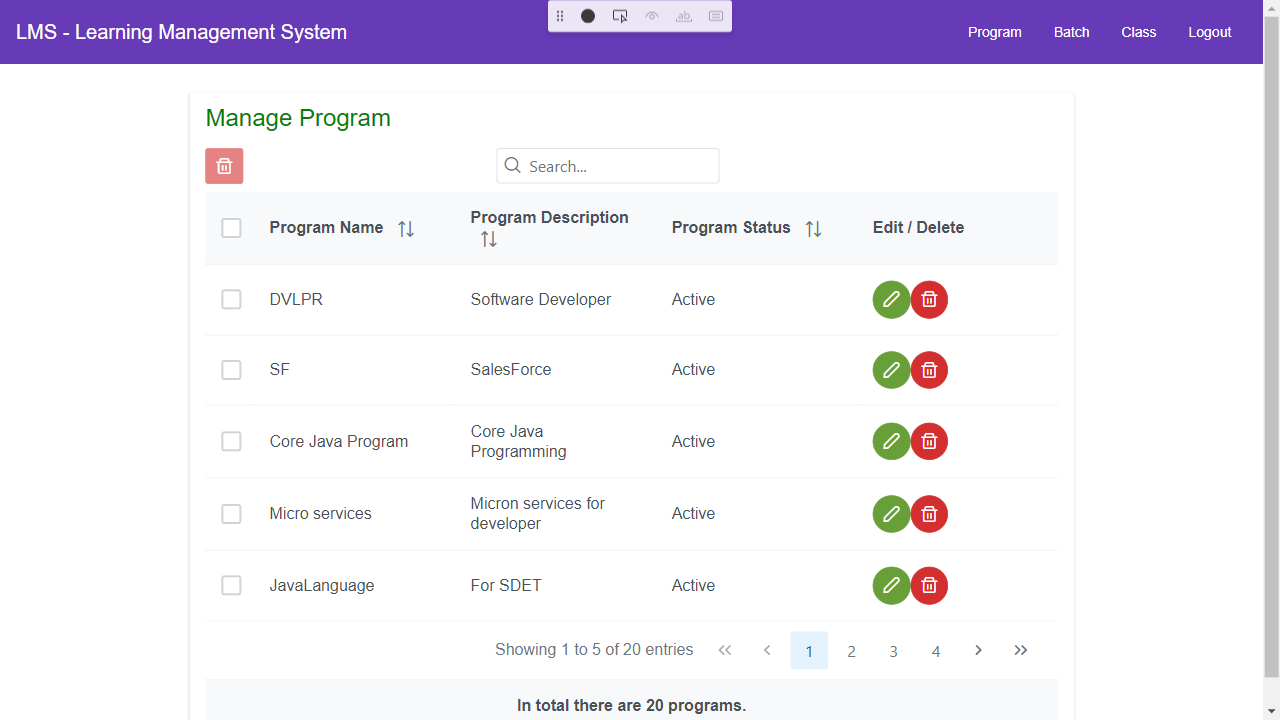 LMS - Learning Management System
ab
Program Batch Class Logout
Manage Program
Search...
Program Name Program Description Program Status Edit / Delete
DVLPR Software Developer Active
SF SalesForce Active
Core Java Program Core Java Active
Programming
Micro services Micron services for Active
developer
JavaLanguage For SDET Active
Showing 1 to 5 of 20 entries 1 2 3 4
In total there are 20 programs.